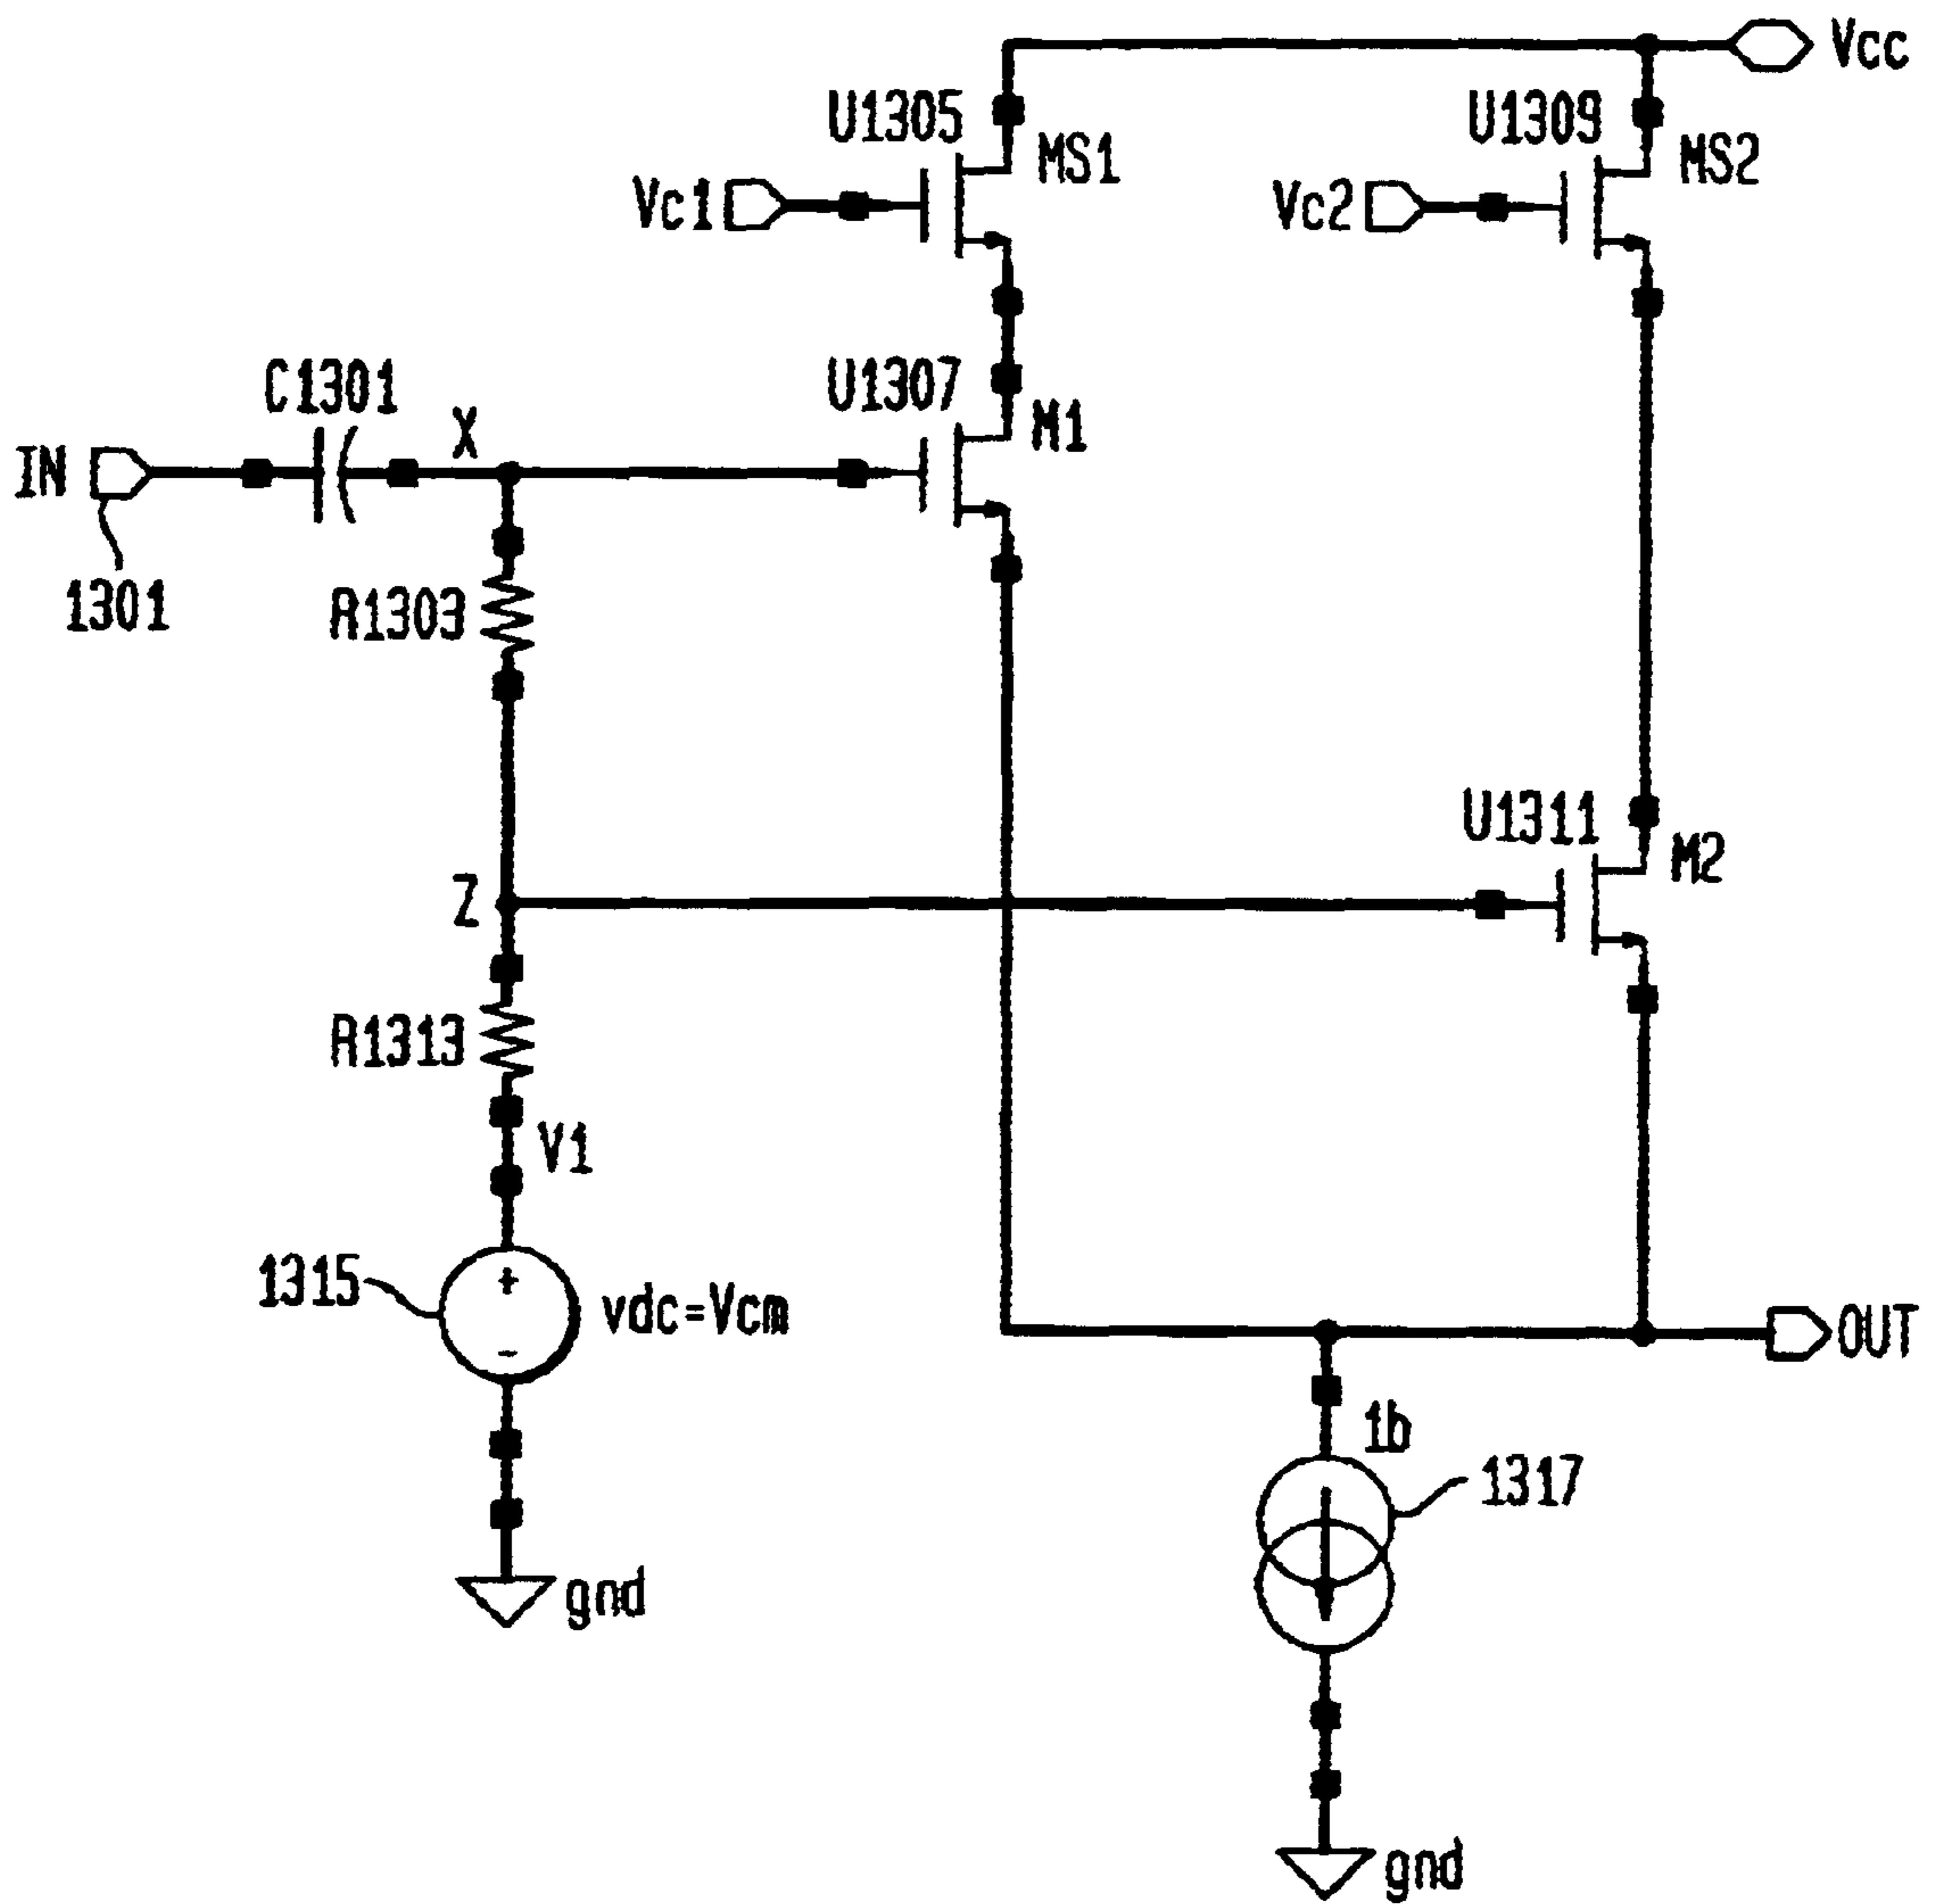 Vcc
U1305
MS1
U1309
MS2
Vc1
Vc2
C1301
X
U1307
M1
IN
1301
R1303
U1311
M2
Z
R1313
V1
1315
+
-
vdc=Vcm
OUT
ib
1317
gnd
gnd